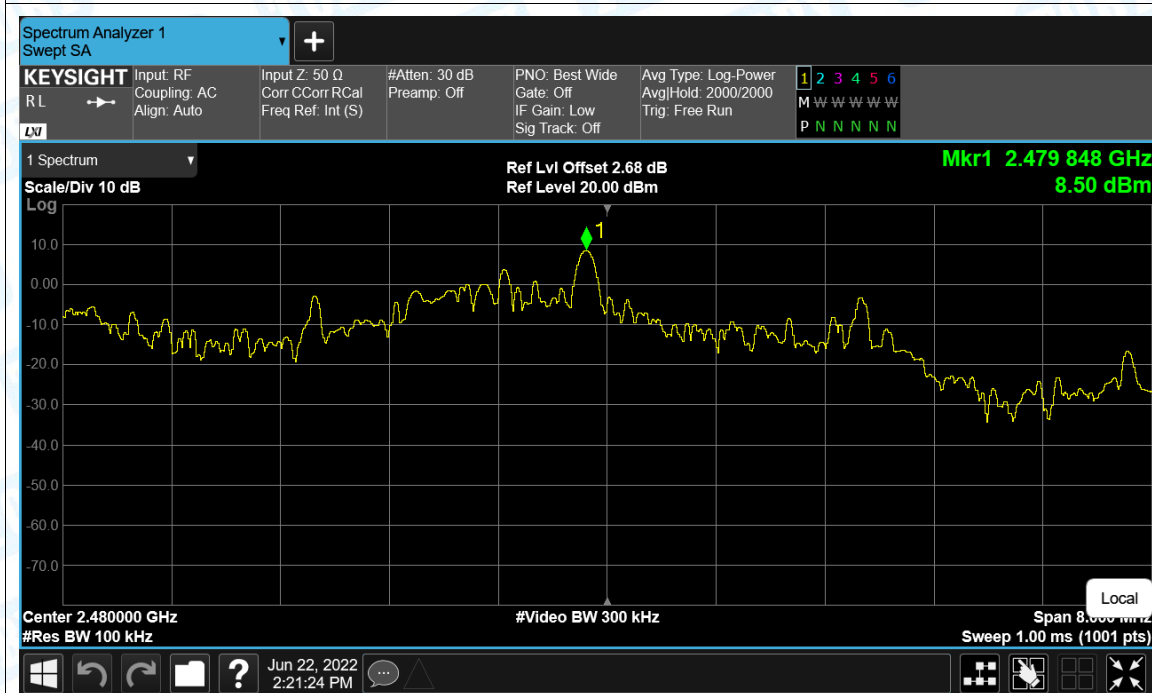 Spectrum Analyzer 1
Swept SA
+
KEYSIGHT
R L
LXI
Input: RF
Coupling: AC
Align: Auto
Input Z: 50 Ω
Corr CCorr RCal
Freq Ref: Int (S)
#Atten: 30 dB
Preamp: Off
PNO: Best Wide
Gate: Off
IF Gain: Low
Sig Track: Off
Avg Type: Log-Power
Avg|Hold: 2000/2000
Trig: Free Run
1 2 3 4 5 6
M W W W W W
P N N N N N
1 Spectrum
Scale/Div 10 dB
Log
Ref Lvl Offset 2.68 dB
Ref Level 20.00 dBm
Mkr1 2.479 848 GHz
8.50 dBm
1
10.0
0.00
-10.0
-20.0
-30.0
-40.0
-50.0
-60.0
-70.0
Local
Center 2.480000 GHz
#Res BW 100 kHz
#Video BW 300 kHz
Span
Sweep 1.00 ms (1001 pts)
?
Jun 22, 2022
2:21:24 PM